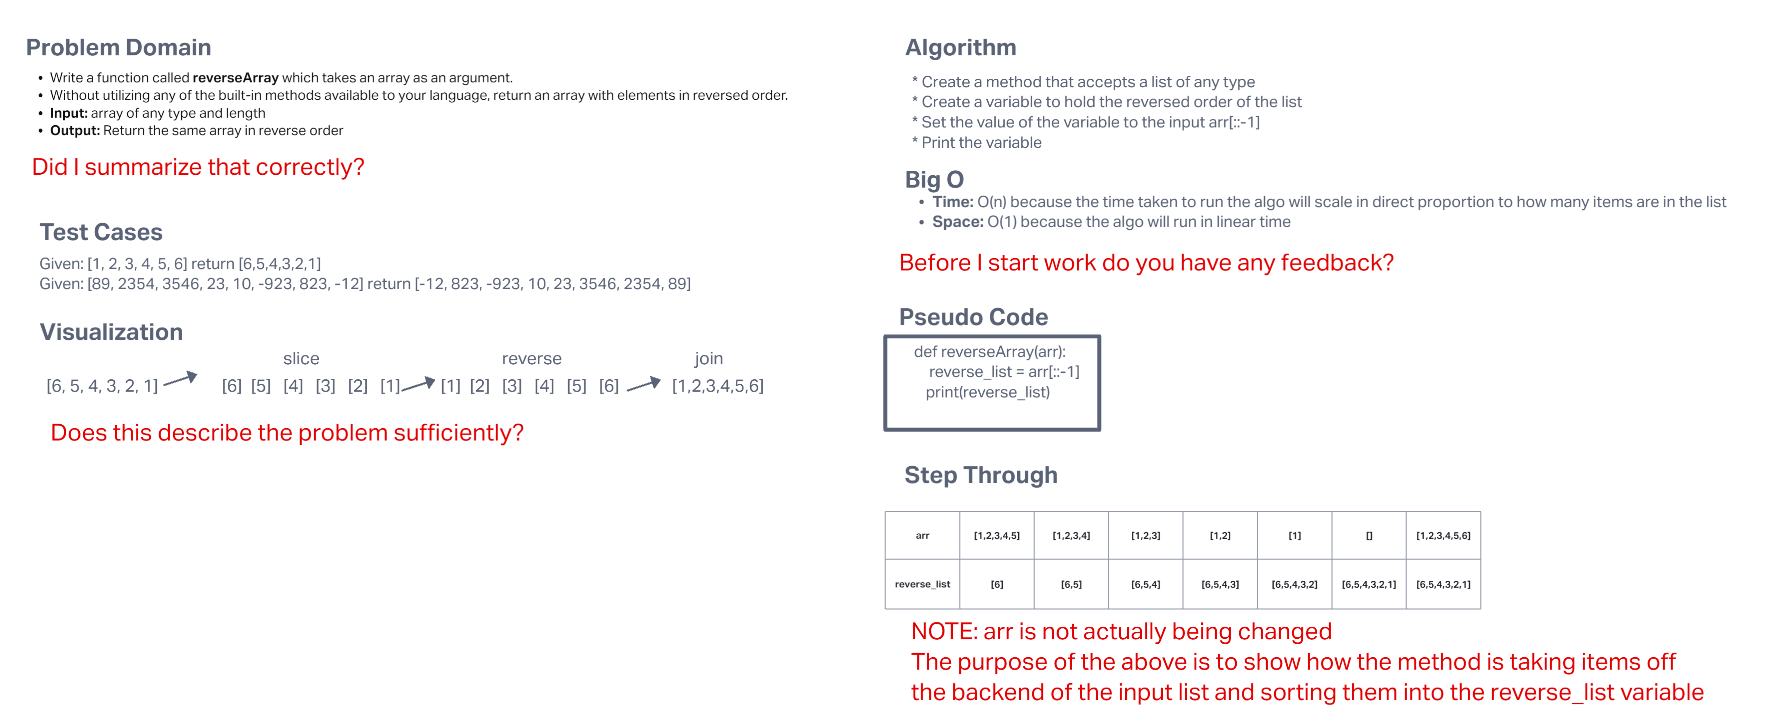 Problem Domain
• Write a function called reverseArray which takes an array as an argument.
• Without utilizing any of the built-in methods available to your language, return an array with elements in reversed order.
• Input: array of any type and length
• Output: Return the same array in reverse order
Did I summarize that correctly?
Test Cases
Given: [1, 2, 3, 4, 5, 6] return [6,5,4,3,2,1]
Given: [89, 2354, 3546, 23, 10, -923, 823, -12] return [-12, 823, -923, 10, 23, 3546, 2354, 89]
Visualization
slice reverse join
[6, 5, 4, 3, 2, 1] [6] [5] [4] [3] [2] [1] [1] [2] [3] [4] [5] [6] [1,2,3,4,5,6]
Does this describe the problem sufficiently?
Algorithm
* Create a method that accepts a list of any type
* Create a variable to hold the reversed order of the list
* Set the value of the variable to the input arr[::-1]
* Print the variable
Big O
• Time: O(n) because the time taken to run the algo will scale in direct proportion to how many items are in the list
• Space: O(1) because the algo will run in linear time
Before I start work do you have any feedback?
Pseudo Code
def reverseArray(arr):
reverse_list = arr[::-1]
print(reverse_list)
Step Through
arr [1,2,3,4,5] [1,2,3,4] [1,2,3] [1,2] [1] [] [1,2,3,4,5,6]
reverse_list [6] [6,5] [6,5,4] [6,5,4,3] [6,5,4,3,2] [6,5,4,3,2,1] [6,5,4,3,2,1]
NOTE: arr is not actually being changed
The purpose of the above is to show how the method is taking items off
the backend of the input list and sorting them into the reverse_list variable